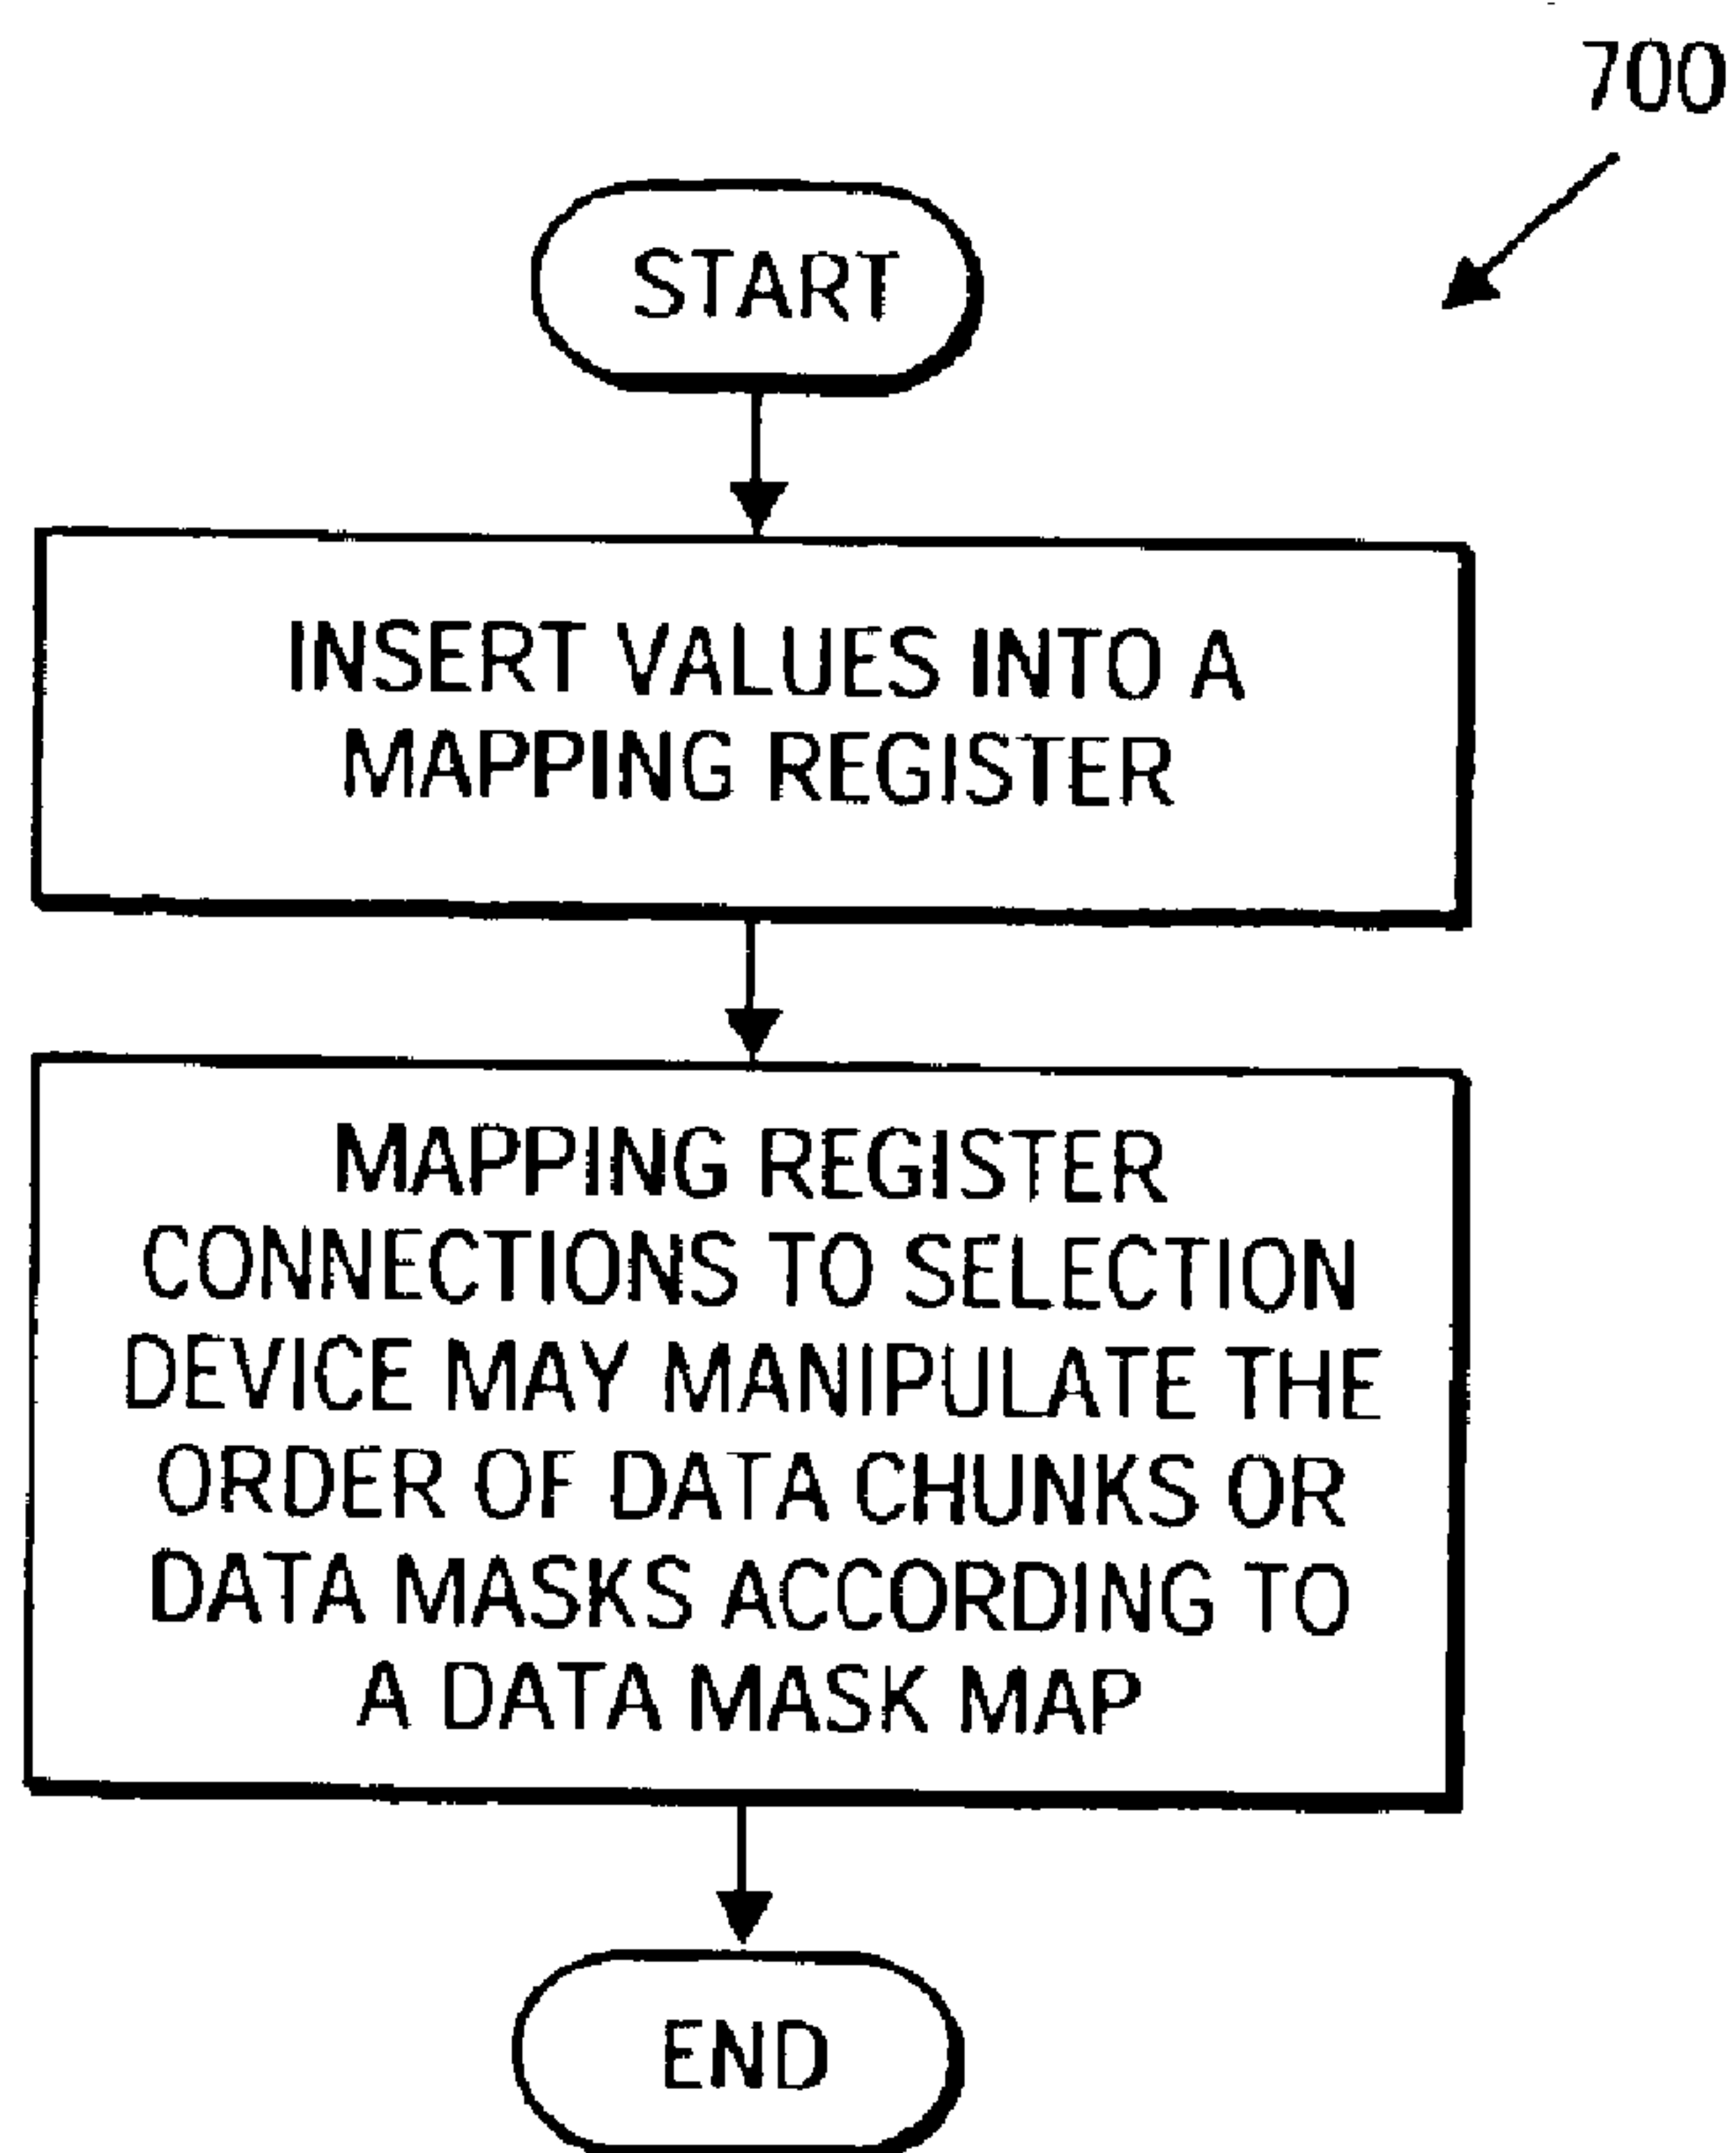 700
START
INSERT VALUES INTO A
MAPPING REGISTER
MAPPING REGISTER
CONNECTIONS TO SELECTION
DEVICE MAY MANIPULATE THE
ORDER OF DATA CHUNKS OR
DATA MASKS ACCORDING TO
A DATA MASK MAP
END